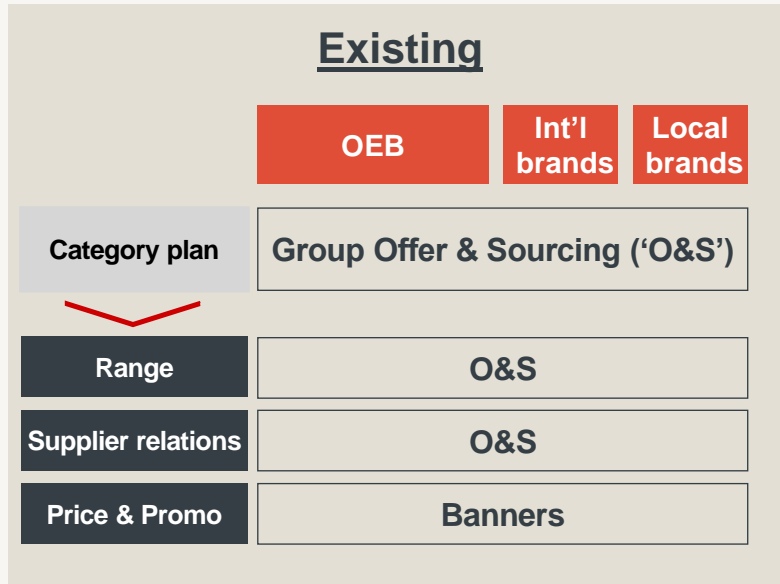 Existing
OEB
Int'l
brands
Local
brands
Category plan
Group Offer & Sourcing (‘O&S’)
Range
O&S
Supplier relations
O&S
Price & Promo
Banners